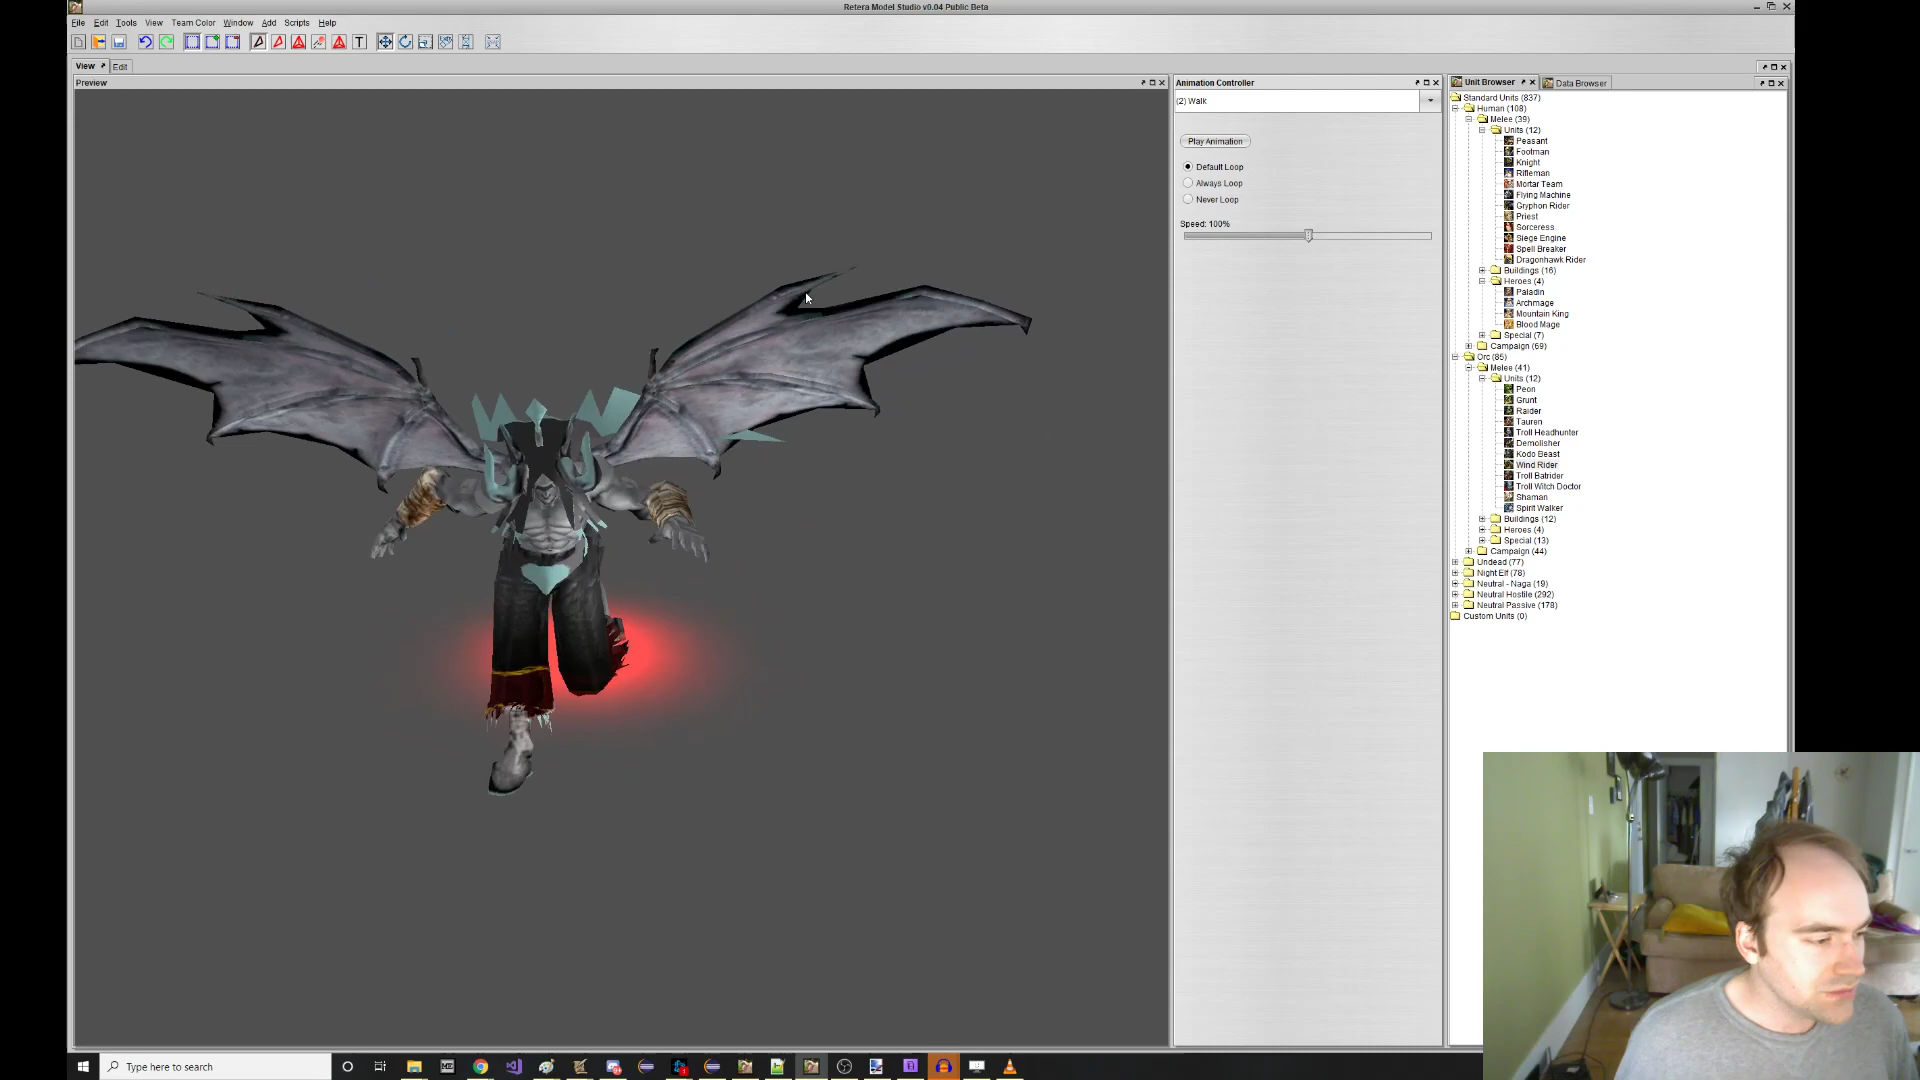 Retera Model Studio v0.04 Public Beta
File Edit Tools View Team Color Window Add Scripts Help
T
View Edit
Preview
Animation Controller
(2) Walk
Play Animation
Default Loop
Always Loop
Never Loop
Speed: 100%
Unit Browser Data Browser
Standard Units (837)
Human (108)
Melee (39)
Units (12)
Peasant
Footman
Knight
Rifleman
Mortar Team
Flying Machine
Gryphon Rider
Priest
Sorceress
Siege Engine
Spell Breaker
Dragonhawk Rider
Buildings (16)
Heroes (4)
Paladin
Archmage
Mountain King
Blood Mage
Special (7)
Campaign (69)
Orc (85)
Melee (41)
Units (12)
Peon
Grunt
Raider
Tauren
Troll Headhunter
Demolisher
Kodo Beast
Wind Rider
Troll Batrider
Troll Witch Doctor
Shaman
Spirit Walker
Buildings (12)
Heroes (4)
Special (13)
Campaign (44)
Undead (77)
Night Elf (78)
Neutral - Naga (19)
Neutral Hostile (292)
Neutral Passive (178)
Custom Units (0)
Type here to search